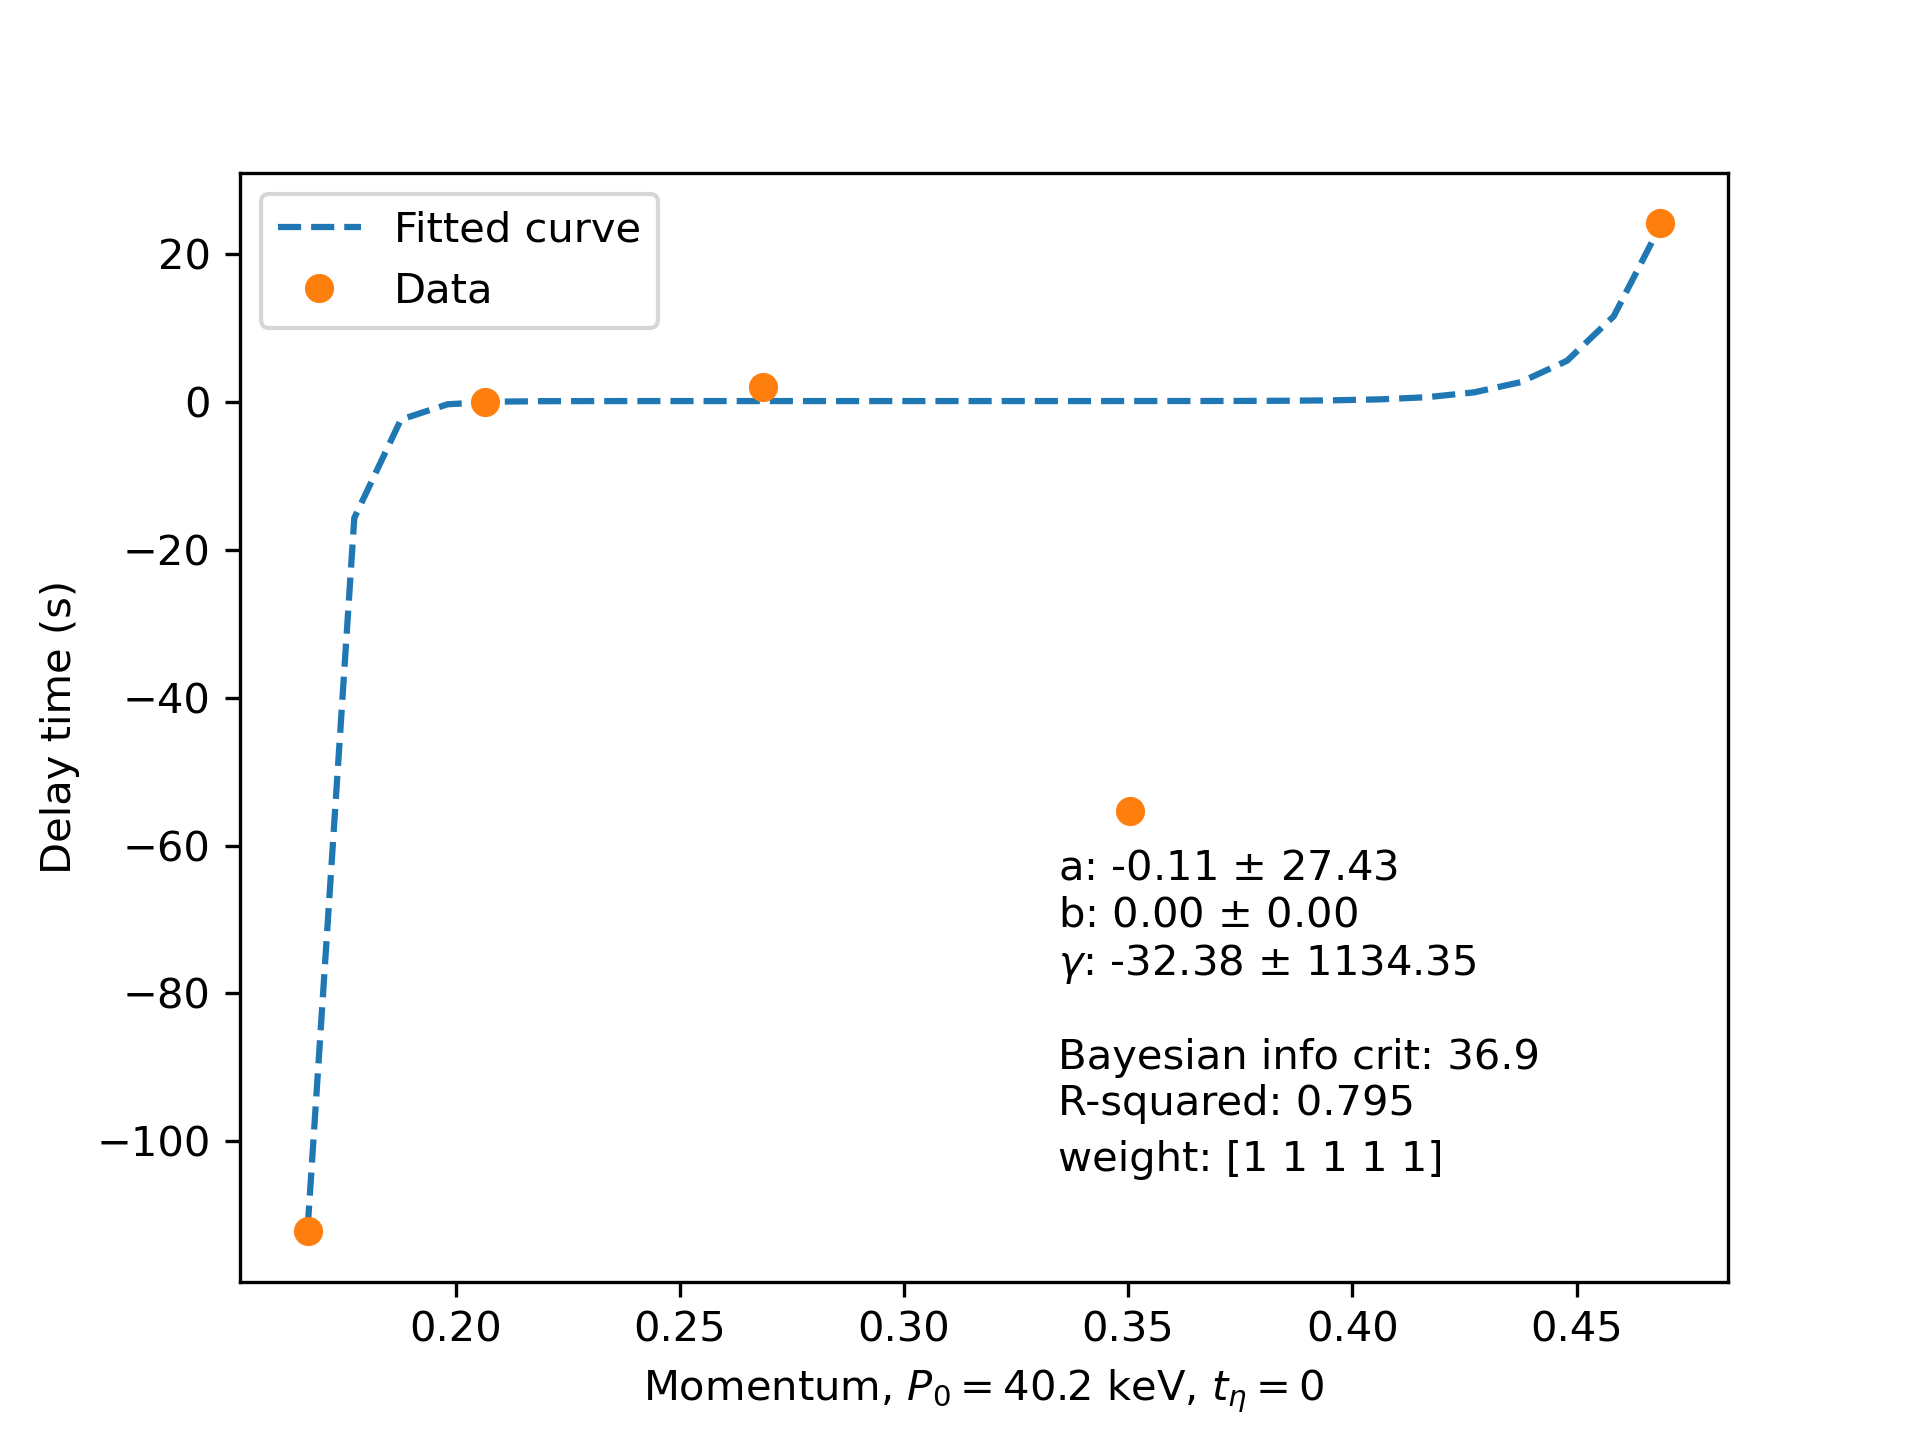 Fitted curve
Data
20
0
−20
−40
−60
−80
−100
Delay time (s)
a: -0.11 ± 27.43
b: 0.00 ± 0.00
γ: -32.38 ± 1134.35
Bayesian info crit: 36.9
R-squared: 0.795
weight: [1 1 1 1 1]
0.20 0.25 0.30 0.35 0.40 0.45
Momentum, P₀ = 40.2 keV, t_η = 0